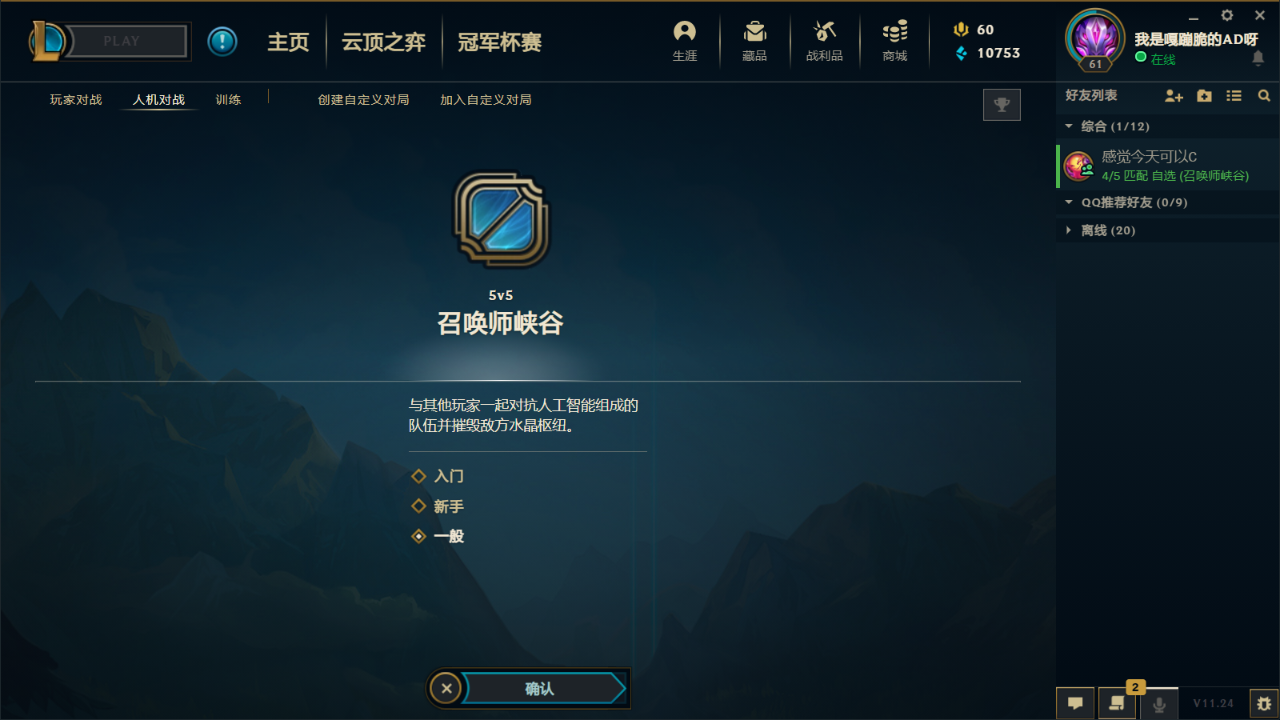 PLAY
主页
云顶之弈
冠军杯赛
生涯
藏品
战利品
商城
60
10753
61
我是嘎嘣脆的AD呀
在线
玩家对战
人机对战
训练
创建自定义对局
加入自定义对局
好友列表
综合 (1/12)
感觉今天可以C
4/5 匹配 自选 (召唤师峡谷)
QQ推荐好友 (0/9)
离线 (20)
5v5
召唤师峡谷
与其他玩家一起对抗人工智能组成的
队伍并摧毁敌方水晶枢纽。
入门
新手
一般
确认
2
V11.24